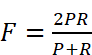 F = 2PR / P+R